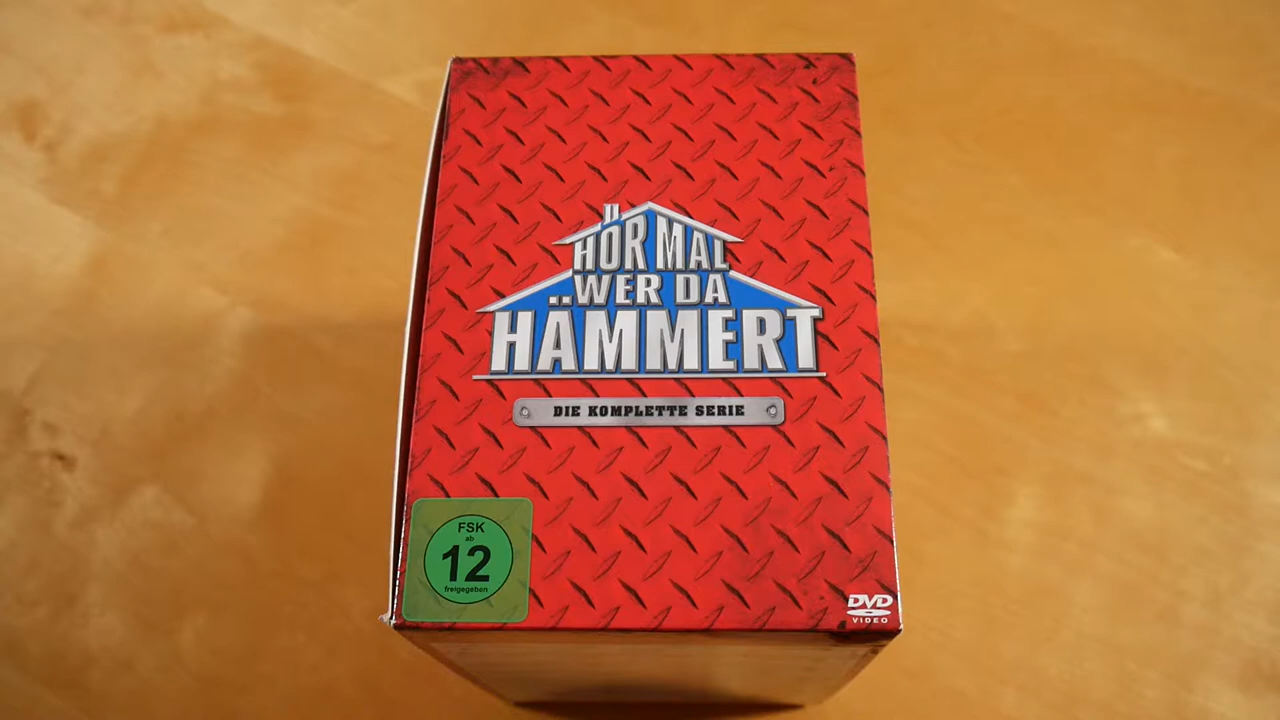 HÖR MAL
WER DA
HÄMMERT
DIE KOMPLETTE SERIE
FSK
ab
12
freigegeben
DVD
VIDEO